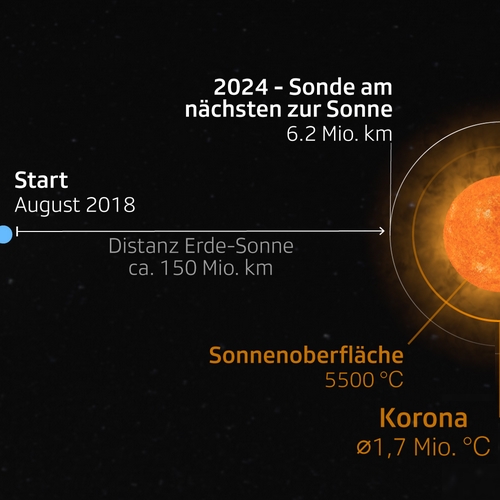 2024 - Sonde am
nächsten zur Sonne
6.2 Mio. km
Start
August 2018
Distanz Erde-Sonne
ca. 150 Mio. km
Sonnenoberfläche
5500 °C
Korona
⌀1,7 Mio. °C